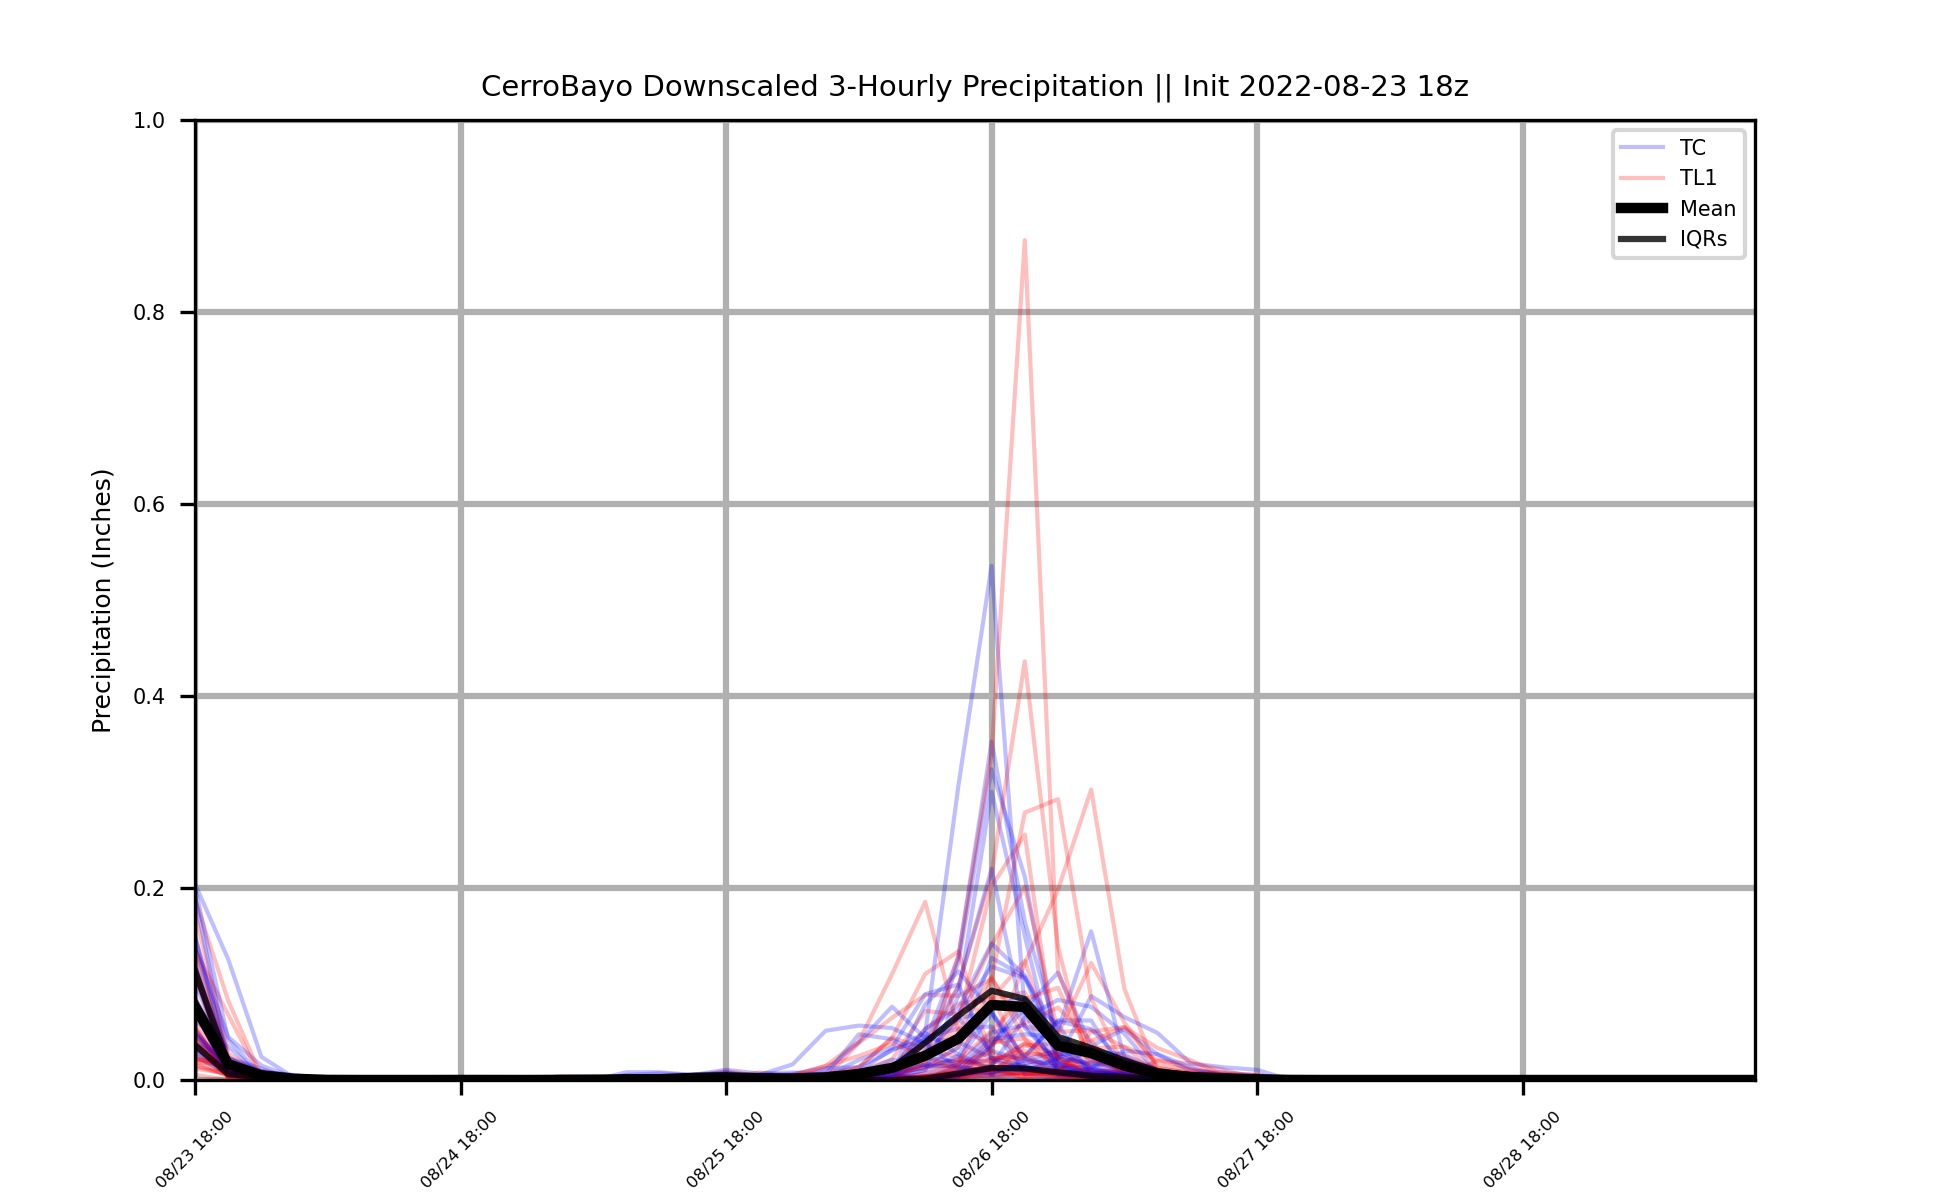 CerroBayo Downscaled 3-Hourly Precipitation || Init 2022-08-23 18z
1.0
0.8
0.6
0.4
0.2
0.0
Precipitation (Inches)
TC
TL1
Mean
IQRs
08/23 18:00
08/24 18:00
08/25 18:00
08/26 18:00
08/27 18:00
08/28 18:00